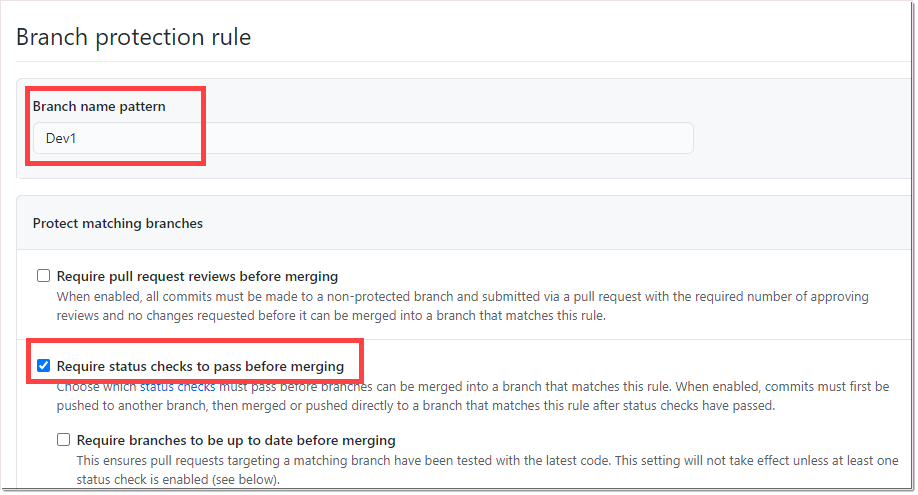 Branch protection rule
Branch name pattern
Dev1
Protect matching branches
Require pull request reviews before merging
When enabled, all commits must be made to a non-protected branch and submitted via a pull request with the required number of approving
reviews and no changes requested before it can be merged into a branch that matches this rule.
Require status checks to pass before merging
Choose which status checks must pass before branches can be merged into a branch that matches this rule. When enabled, commits must first be
pushed to another branch, then merged or pushed directly to a branch that matches this rule after status checks have passed.
Require branches to be up to date before merging
This ensures pull requests targeting a matching branch have been tested with the latest code. This setting will not take effect unless at least one
status check is enabled (see below).